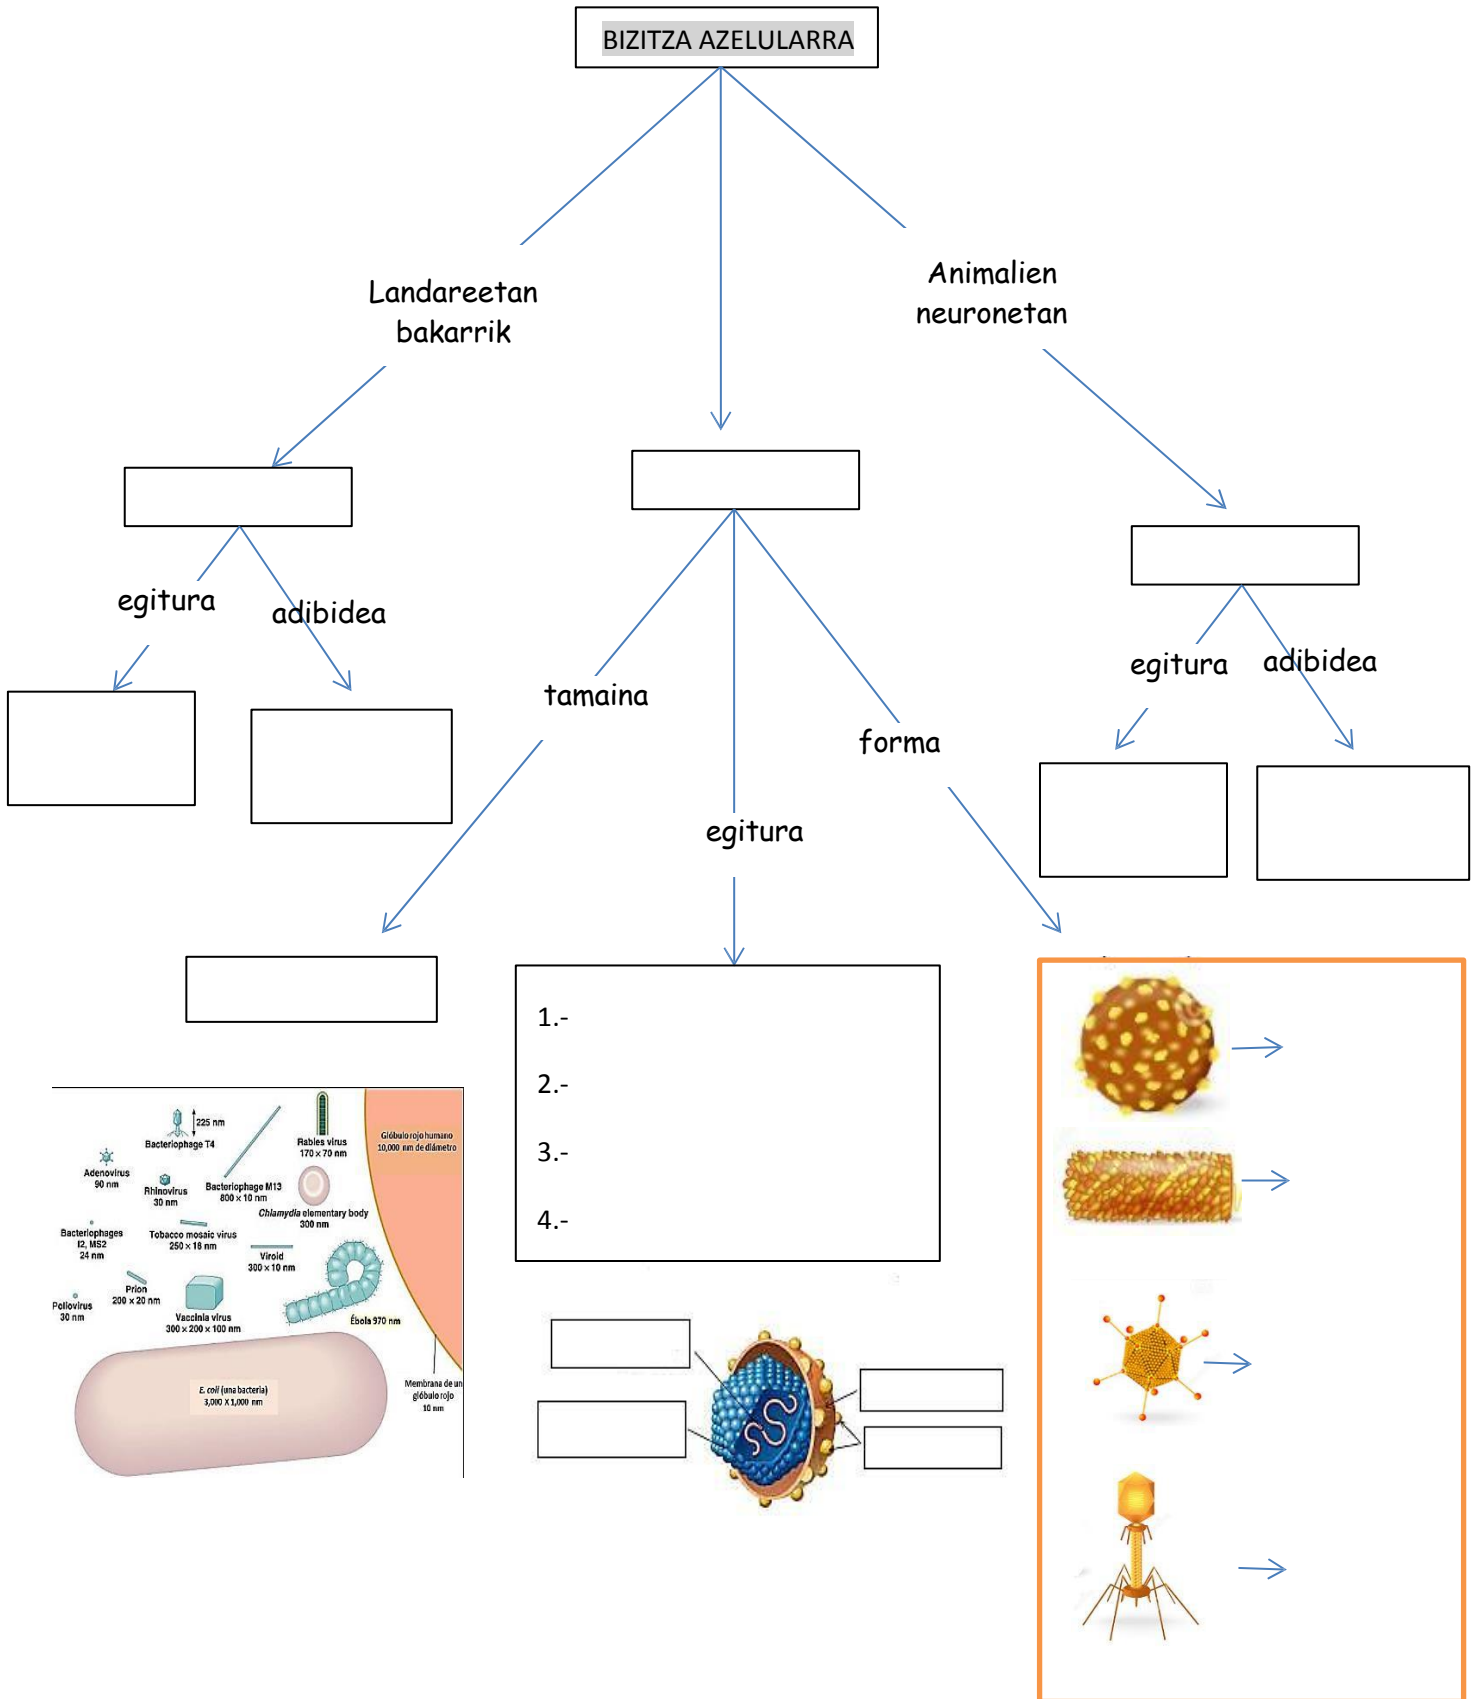 BIZITZA AZELULARRA
Landareetan
bakarrik
Animalien
neuronetan
egitura
adibidea
tamaina
egitura
forma
egitura
adibidea
1.-
2.-
3.-
4.-
225 nm
Bacteriophage T4
Adenovirus
90 nm
Rhinovirus
30 nm
Bacteriophage M13
800 × 10 nm
Rabies virus
170 × 70 nm
Glóbulo rojo humano
10,000 nm de diámetro
Chlamydia elementary body
300 nm
Bacteriophages
f2, MS2
24 nm
Tobacco mosaic virus
250 × 18 nm
Viroid
300 × 10 nm
Prion
200 × 20 nm
Poliovirus
30 nm
Vaccinia virus
300 × 200 × 100 nm
Ébola 970 nm
E. coli (una bacteria)
3,000 X 1,000 nm
Membrana de un
glóbulo rojo
10 nm